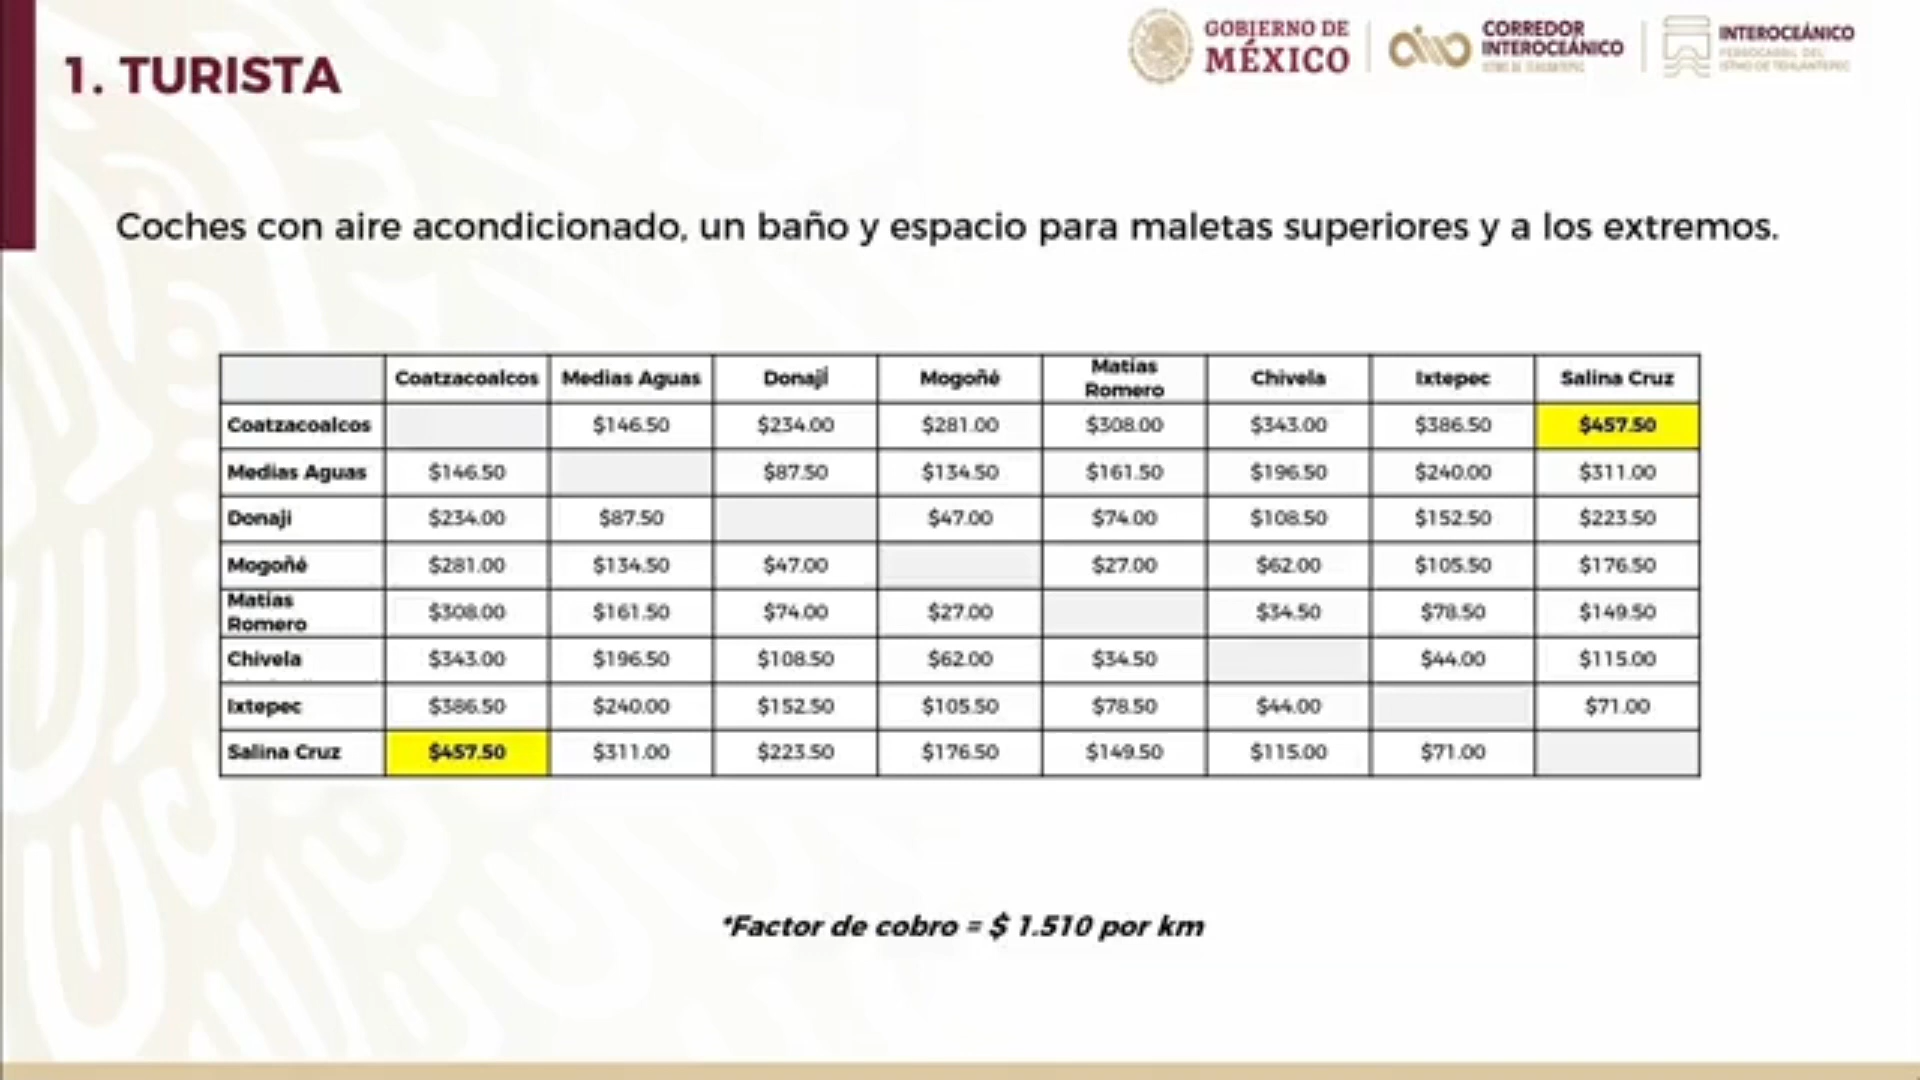 1. TURISTA
GOBIERNO DE
MÉXICO
CORREDOR
INTEROCEÁNICO
ISTMO DE TEHUANTEPEC
INTEROCEÁNICO
FERROCARRIL DEL
ISTMO DE TEHUANTEPEC
Coches con aire acondicionado, un baño y espacio para maletas superiores y a los extremos.
Coatzacoalcos Medias Aguas Donají Mogoñé Matías Romero Chivela Ixtepec Salina Cruz
Coatzacoalcos $146.50 $234.00 $281.00 $308.00 $343.00 $386.50 $457.50
Medias Aguas $146.50 $87.50 $134.50 $161.50 $196.50 $240.00 $311.00
Donaji $234.00 $87.50 $47.00 $74.00 $108.50 $152.50 $223.50
Mogoñé $281.00 $134.50 $47.00 $27.00 $62.00 $105.50 $176.50
Matías Romero $308.00 $161.50 $74.00 $27.00 $34.50 $78.50 $149.50
Chivela $343.00 $196.50 $108.50 $62.00 $34.50 $44.00 $115.00
Ixtepec $386.50 $240.00 $152.50 $105.50 $78.50 $44.00 $71.00
Salina Cruz $457.50 $311.00 $223.50 $176.50 $149.50 $115.00 $71.00
*Factor de cobro = $ 1.510 por km